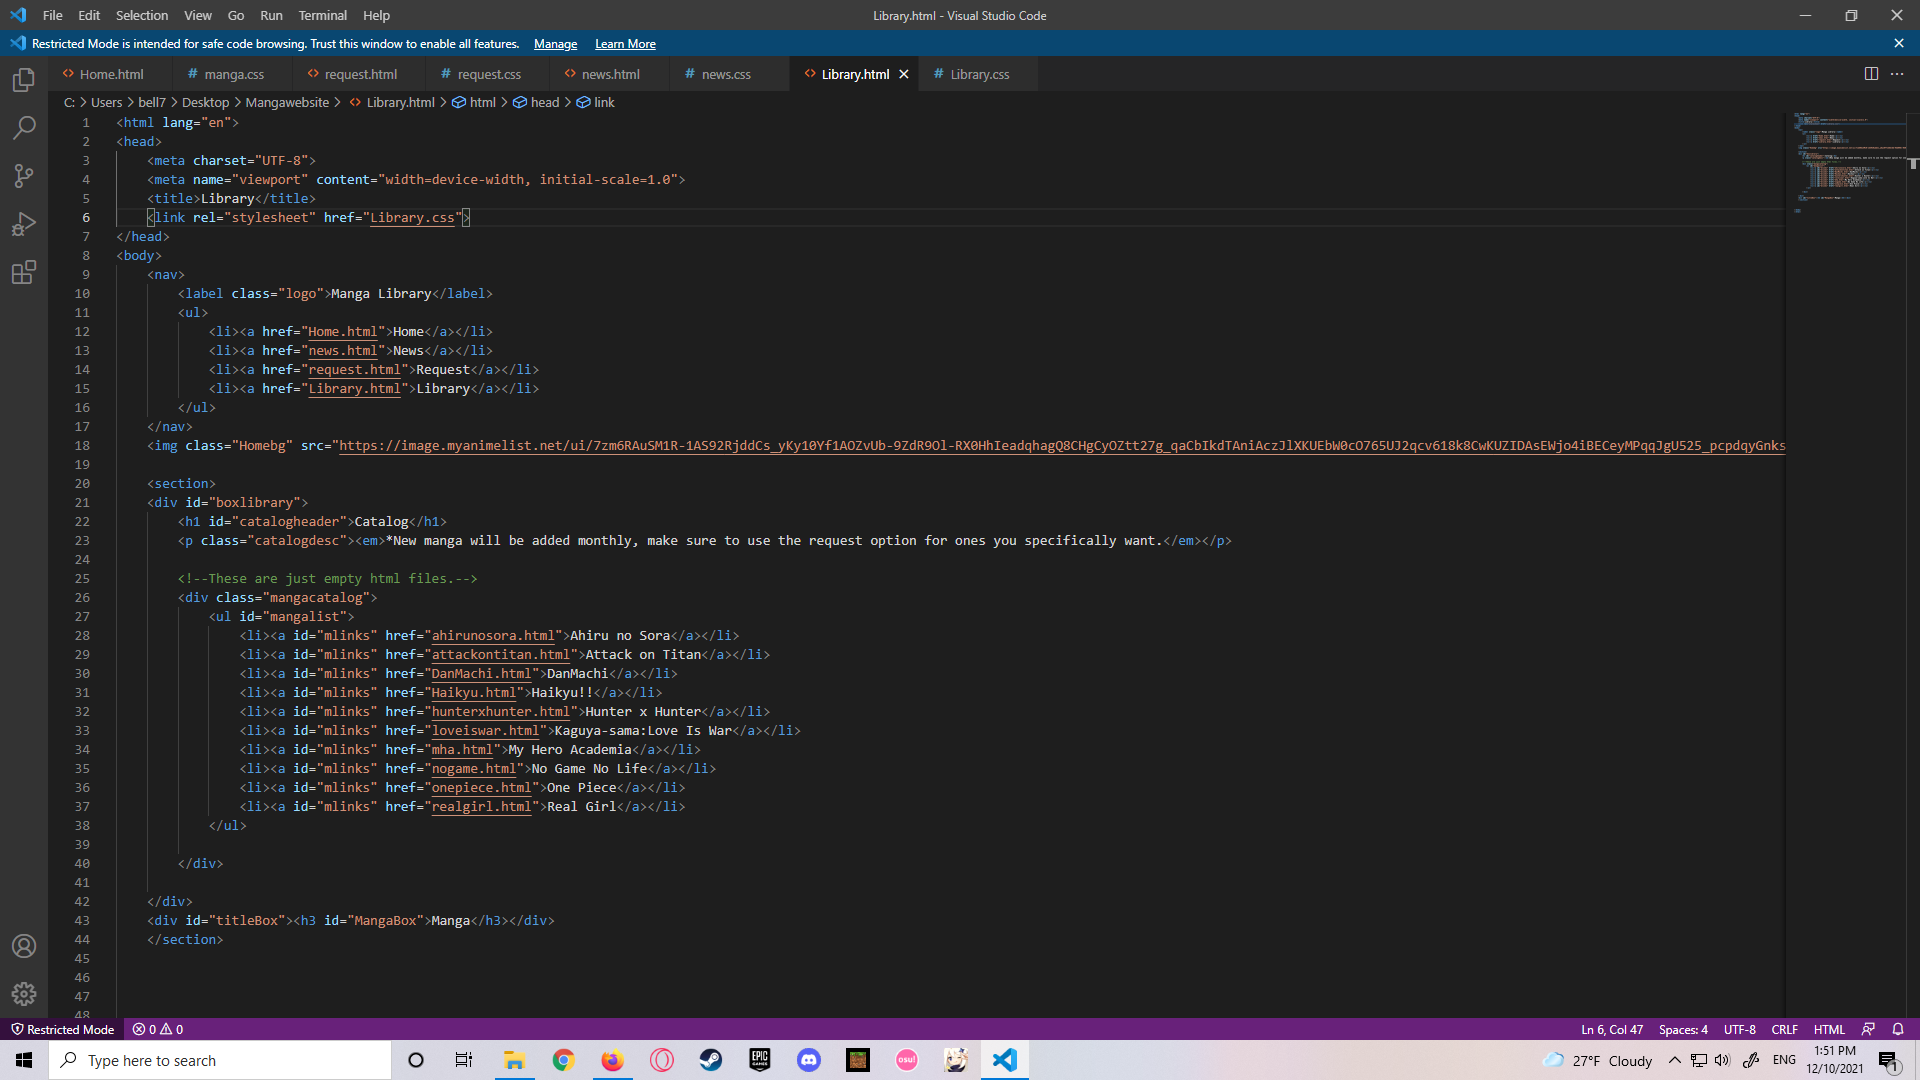 File Edit Selection View Go Run Terminal Help Library.html - Visual Studio Code
Restricted Mode is intended for safe code browsing. Trust this window to enable all features. Manage Learn More
Home.html # manga.css request.html # request.css news.html # news.css Library.html # Library.css
C: > Users > bell7 > Desktop > Mangawebsite > Library.html > html > head > link
1 <html lang="en">
2 <head>
3 <meta charset="UTF-8">
4 <meta name="viewport" content="width=device-width, initial-scale=1.0">
5 <title>Library</title>
6 <link rel="stylesheet" href="Library.css">
7 </head>
8 <body>
9 <nav>
10 <label class="logo">Manga Library</label>
11 <ul>
12 <li><a href="Home.html">Home</a></li>
13 <li><a href="news.html">News</a></li>
14 <li><a href="request.html">Request</a></li>
15 <li><a href="Library.html">Library</a></li>
16 </ul>
17 </nav>
18 <img class="Homebg" src="https://image.myanimelist.net/ui/7zm6RAuSM1R-1AS92RjddCs_yKy10Yf1AOZvUb-9ZdR9Ol-RX0HhIeadqhagQ8CHgCyOZtt27g_qaCbIkdTAniAczJlXKUEbW0cO765UJ2qcv618k8CwKUZIDAsEWjo4iBECeyMPqqJgU525_pcpdqyGnks
19
20 <section>
21 <div id="boxlibrary">
22 <h1 id="catalogheader">Catalog</h1>
23 <p class="catalogdesc"><em>*New manga will be added monthly, make sure to use the request option for ones you specifically want.</em></p>
24
25 <!--These are just empty html files.-->
26 <div class="mangacatalog">
27 <ul id="mangalist">
28 <li><a id="mlinks" href="ahirunosora.html">Ahiru no Sora</a></li>
29 <li><a id="mlinks" href="attackontitan.html">Attack on Titan</a></li>
30 <li><a id="mlinks" href="DanMachi.html">DanMachi</a></li>
31 <li><a id="mlinks" href="Haikyu.html">Haikyu!!</a></li>
32 <li><a id="mlinks" href="hunterxhunter.html">Hunter x Hunter</a></li>
33 <li><a id="mlinks" href="loveiswar.html">Kaguya-sama:Love Is War</a></li>
34 <li><a id="mlinks" href="mha.html">My Hero Academia</a></li>
35 <li><a id="mlinks" href="nogame.html">No Game No Life</a></li>
36 <li><a id="mlinks" href="onepiece.html">One Piece</a></li>
37 <li><a id="mlinks" href="realgirl.html">Real Girl</a></li>
38 </ul>
39
40 </div>
41
42 </div>
43 <div id="titleBox"><h3 id="MangaBox">Manga</h3></div>
44 </section>
45
46
47
48
Restricted Mode 0 0 Ln 6, Col 47 Spaces: 4 UTF-8 CRLF HTML
Type here to search EPIC GAMES osu! 27°F Cloudy ENG 1:51 PM
12/10/2021 1